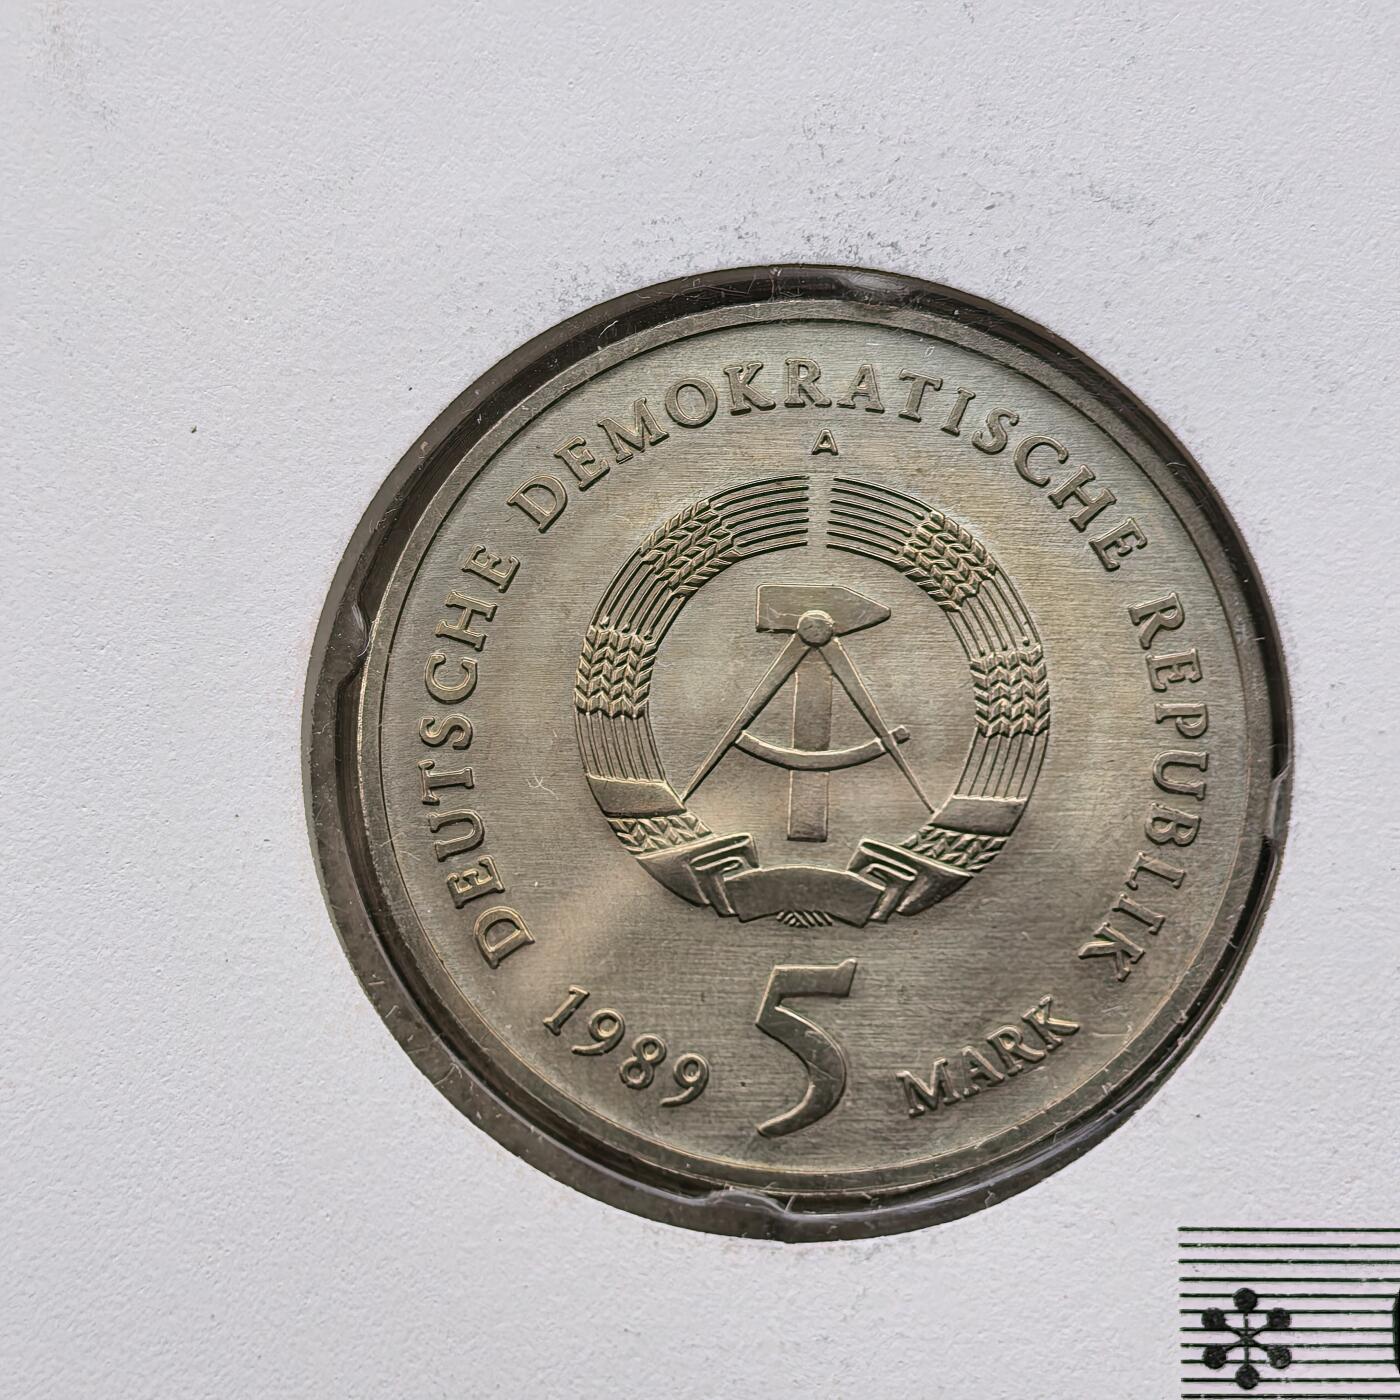 DEUTSCHE DEMOKRATISCHE REPUBLIK
A
1989 5 MARK